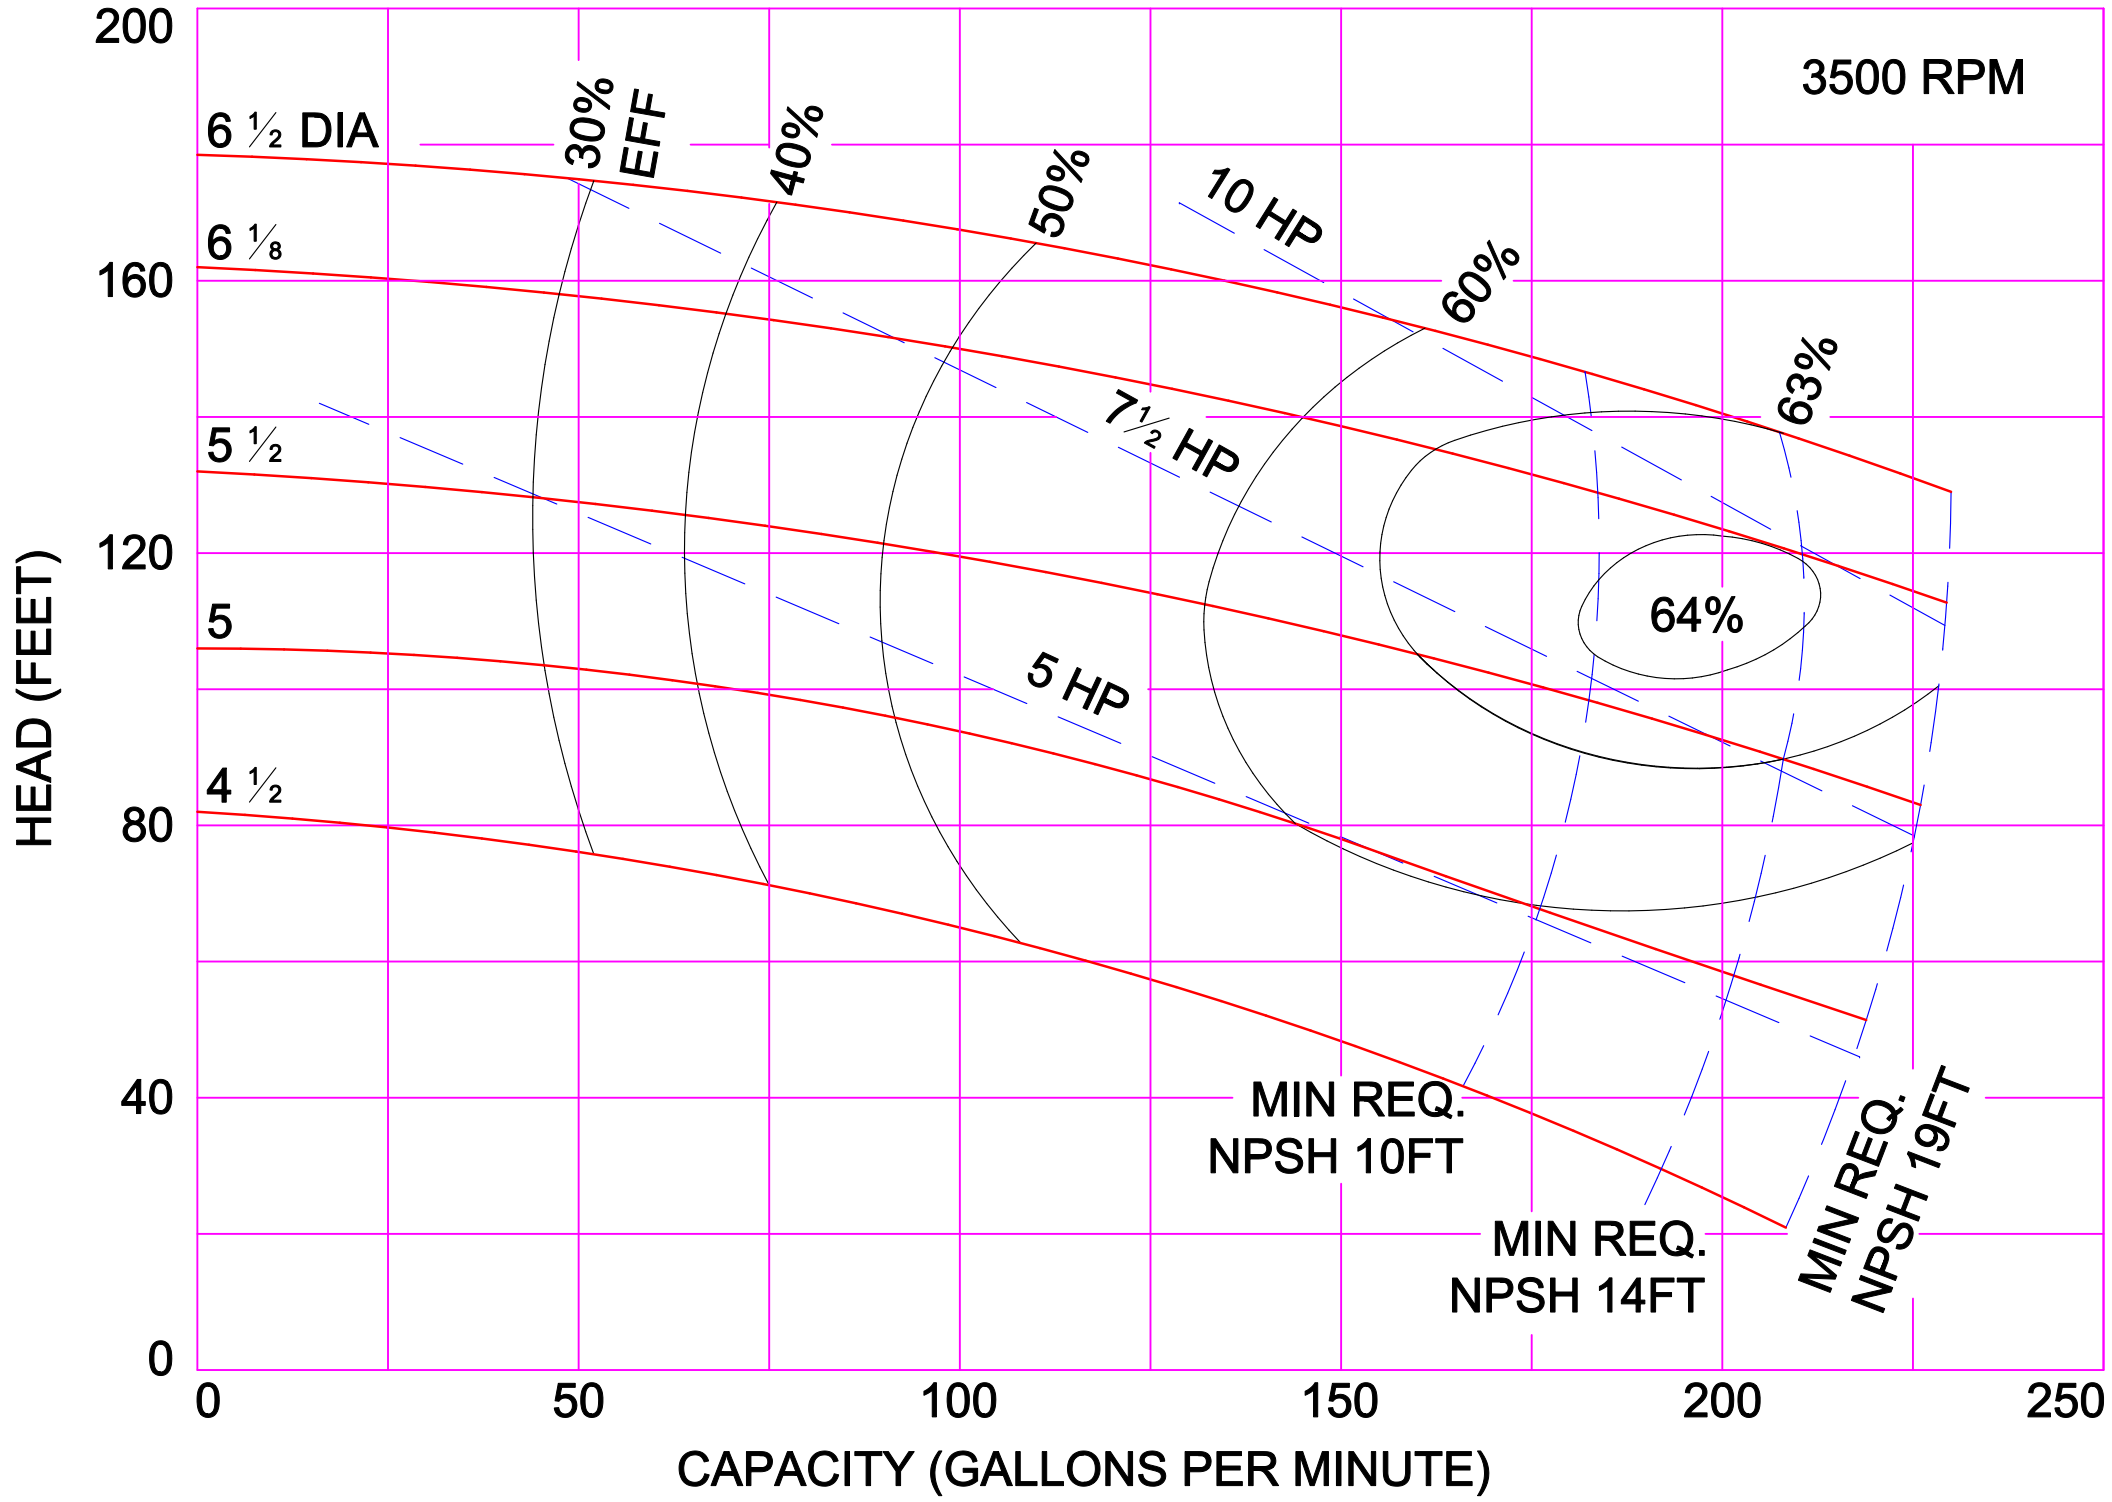 200
3500 RPM
6 ½ DIA
30%
EFF
40%
50%
10 HP
6 ⅛
160
60%
63%
7½ HP
5 ½
120
5
64%
5 HP
4 ½
80
HEAD (FEET)
40
MIN REQ.
NPSH 10FT
MIN REQ.
NPSH 14FT
MIN REQ.
NPSH 19FT
0
0 50 100 150 200 250
CAPACITY (GALLONS PER MINUTE)